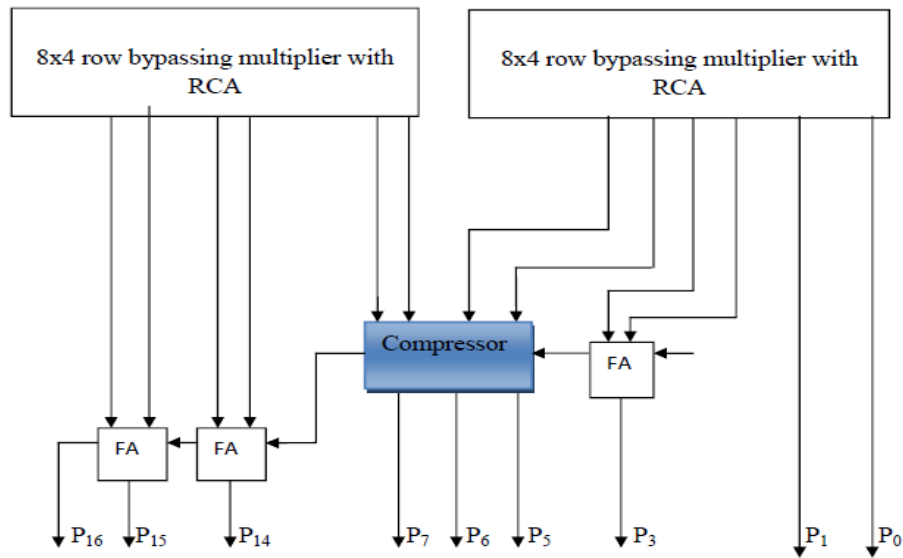 8x4 row bypassing multiplier with
RCA
8x4 row bypassing multiplier with
RCA
Compressor
FA
FA
FA
P16
P15
P14
P7
P6
P5
P3
P1
P0